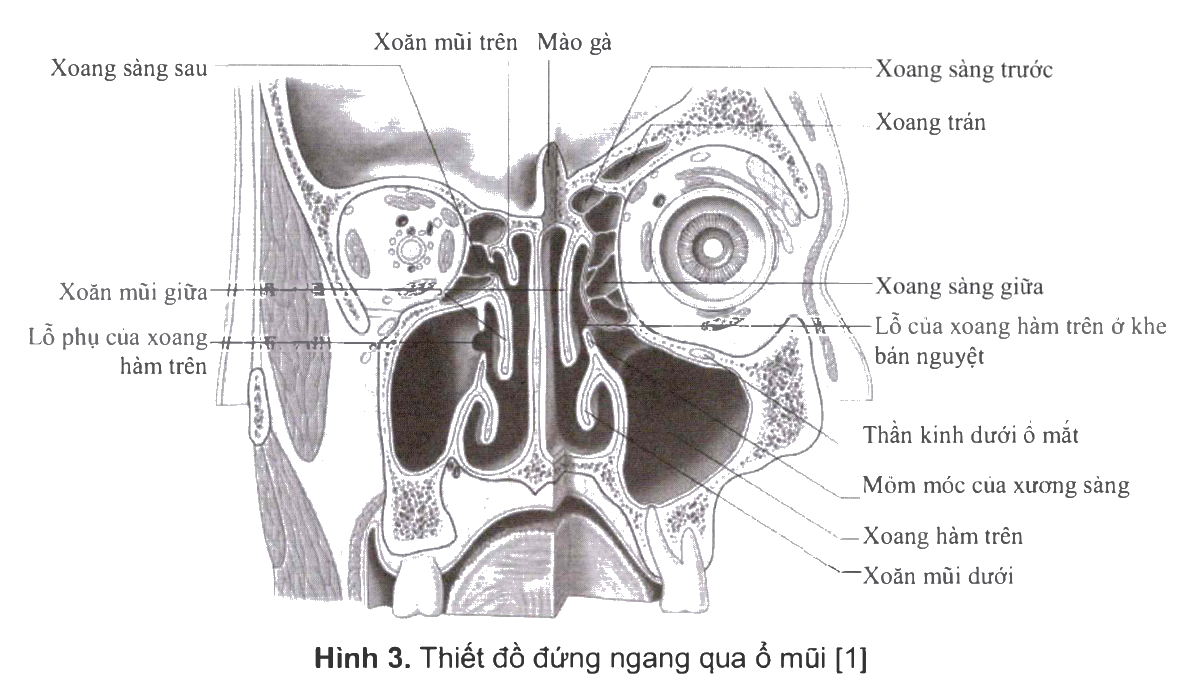 Xoăn mũi trên
Mào gà
Xoang sàng sau
Xoang sàng trước
Xoang trán
Xoăn mũi giữa
Xoang sàng giữa
Lỗ phụ của xoang
hàm trên
Lỗ của xoang hàm trên ở khe
bán nguyệt
Thần kinh dưới ổ mắt
Mỏm móc của xương sàng
Xoang hàm trên
Xoăn mũi dưới
Hình 3. Thiết đồ đứng ngang qua ổ mũi [1]